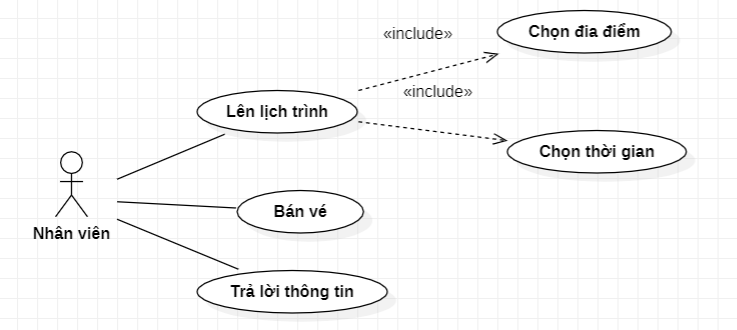 «include»
Chọn đia điểm
Lên lịch trình
«include»
Chọn thời gian
Nhân viên
Bán vé
Trả lời thông tin